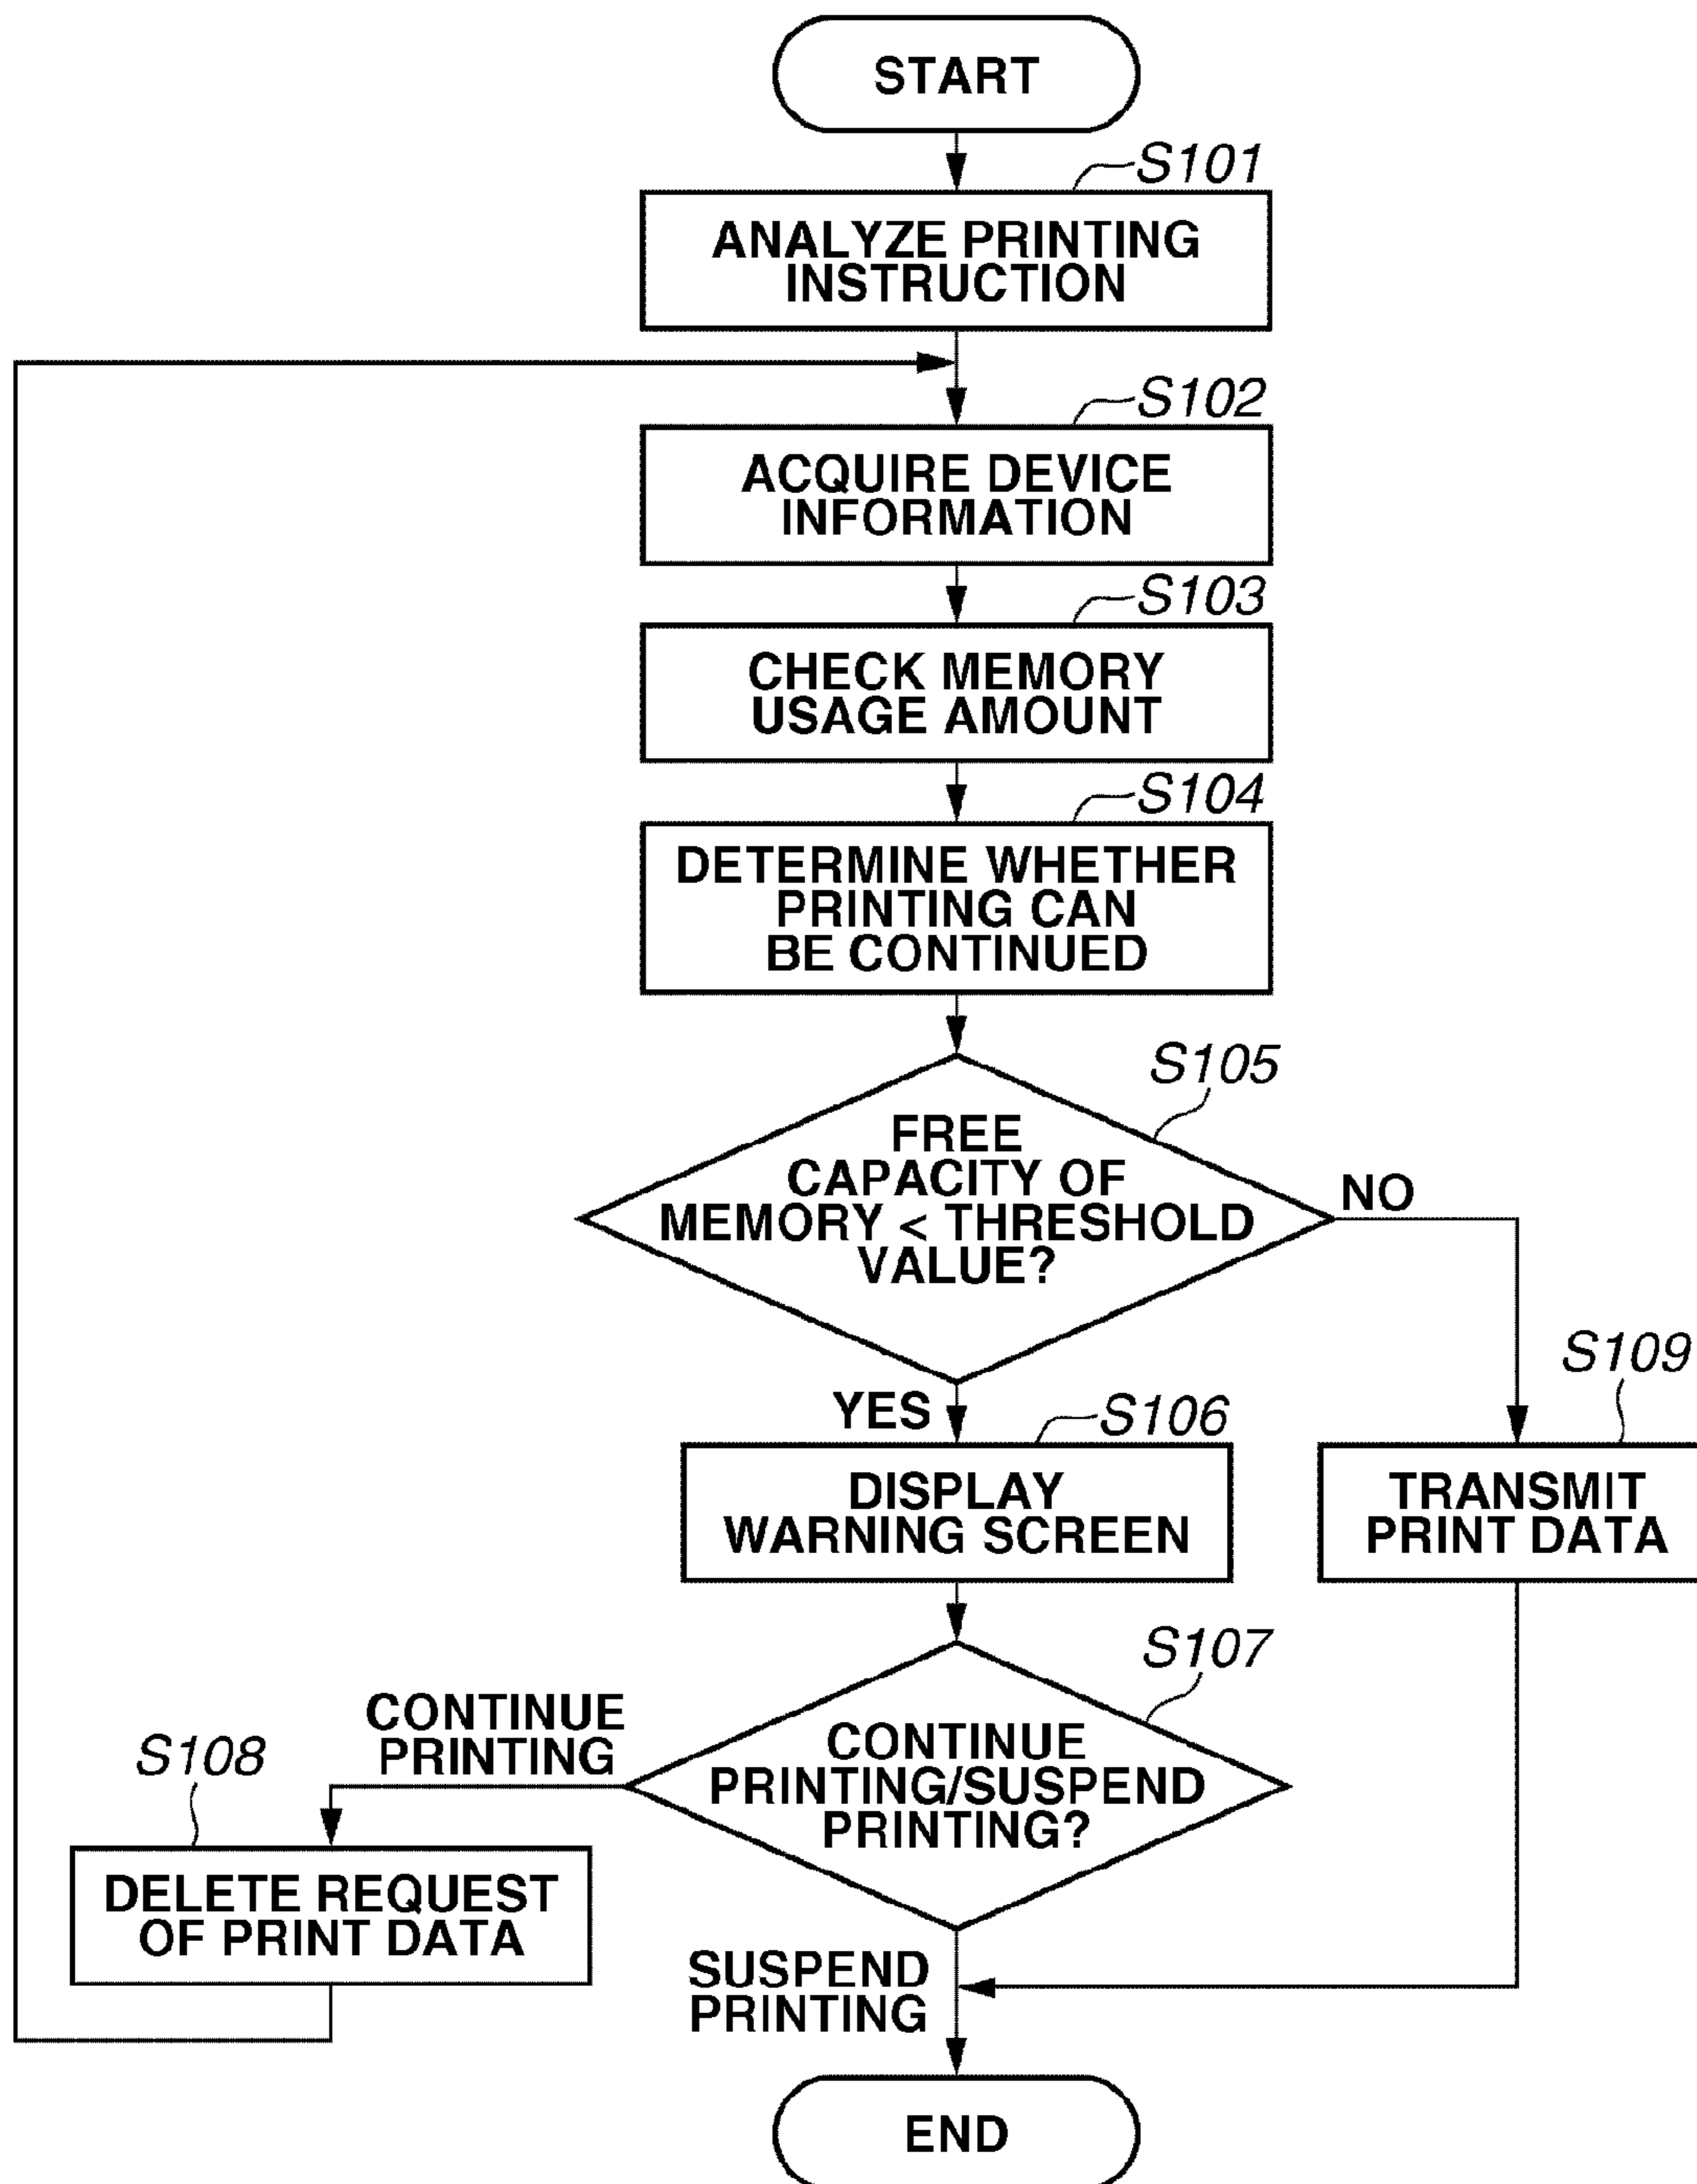 START
S101
ANALYZE PRINTING
INSTRUCTION
S102
ACQUIRE DEVICE
INFORMATION
S103
CHECK MEMORY
USAGE AMOUNT
S104
DETERMINE WHETHER
PRINTING CAN
BE CONTINUED
S105
FREE
CAPACITY OF
MEMORY < THRESHOLD
VALUE?
NO
YES
S106
DISPLAY
WARNING SCREEN
S109
TRANSMIT
PRINT DATA
S107
CONTINUE
PRINTING/SUSPEND
PRINTING?
CONTINUE
PRINTING
S108
DELETE REQUEST
OF PRINT DATA
SUSPEND
PRINTING
END